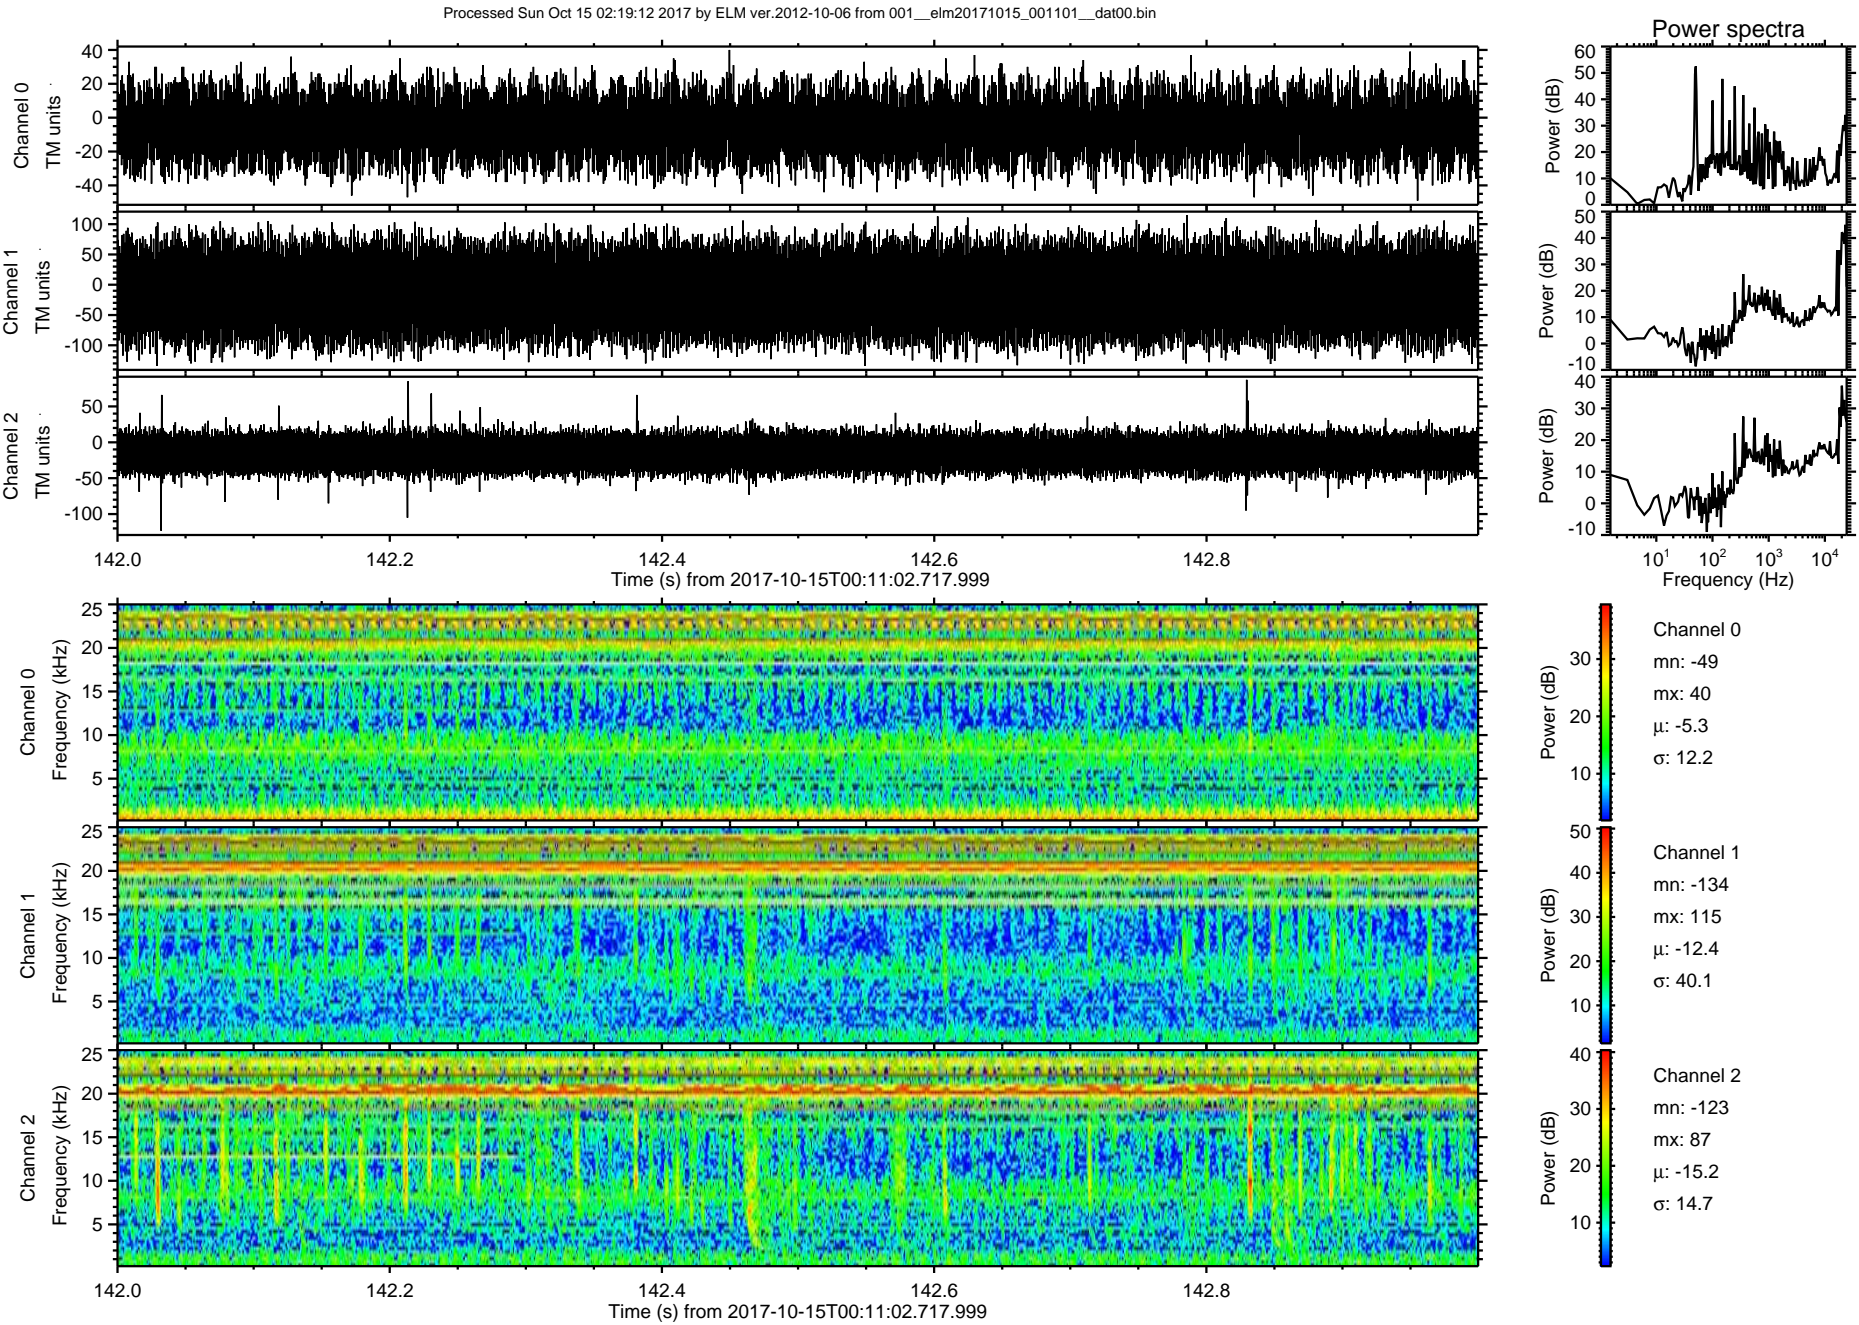 Processed Sun Oct 15 02:19:12 2017 by ELM ver.2012-10-06 from 001__elm20171015_001101__dat00.bin
Power spectra
Channel 0
TM units
40
20
0
-20
-40
Power (dB)
60
50
40
30
20
10
0
Channel 1
TM units
100
50
0
-50
-100
Power (dB)
50
40
30
20
10
0
-10
Channel 2
TM units
50
0
-50
-100
Power (dB)
40
30
20
10
0
-10
142.0 142.2 142.4 142.6 142.8
Time (s) from 2017-10-15T00:11:02.717.999
10¹ 10² 10³ 10⁴
Frequency (Hz)
Channel 0
Frequency (kHz)
25
20
15
10
5
Power (dB)
30
20
10
Channel 0
mn: -49
mx: 40
μ: -5.3
σ: 12.2
Channel 1
Frequency (kHz)
25
20
15
10
5
Power (dB)
50
40
30
20
10
Channel 1
mn: -134
mx: 115
μ: -12.4
σ: 40.1
Channel 2
Frequency (kHz)
25
20
15
10
5
Power (dB)
40
30
20
10
Channel 2
mn: -123
mx: 87
μ: -15.2
σ: 14.7
142.0 142.2 142.4 142.6 142.8
Time (s) from 2017-10-15T00:11:02.717.999